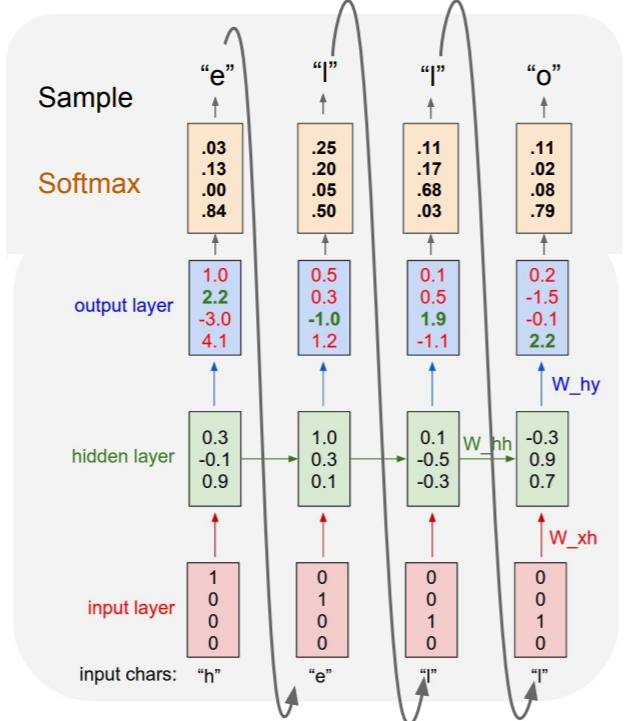 “e” “l” “l” “o”
Sample
.03 .25 .11 .11
.13 .20 .17 .02
Softmax
.00 .05 .68 .08
.84 .50 .03 .79
1.0 0.5 0.1 0.2
output layer 2.2 0.3 0.5 -1.5
-3.0 -1.0 1.9 -0.1
4.1 1.2 -1.1 2.2
W_hy
0.3 1.0 0.1 W_hh -0.3
hidden layer -0.1 0.3 -0.5 0.9
0.9 0.1 -0.3 0.7
W_xh
1 0 0 0
input layer 0 1 0 0
0 0 1 1
0 0 0 0
input chars: “h” “e” “l” “l”